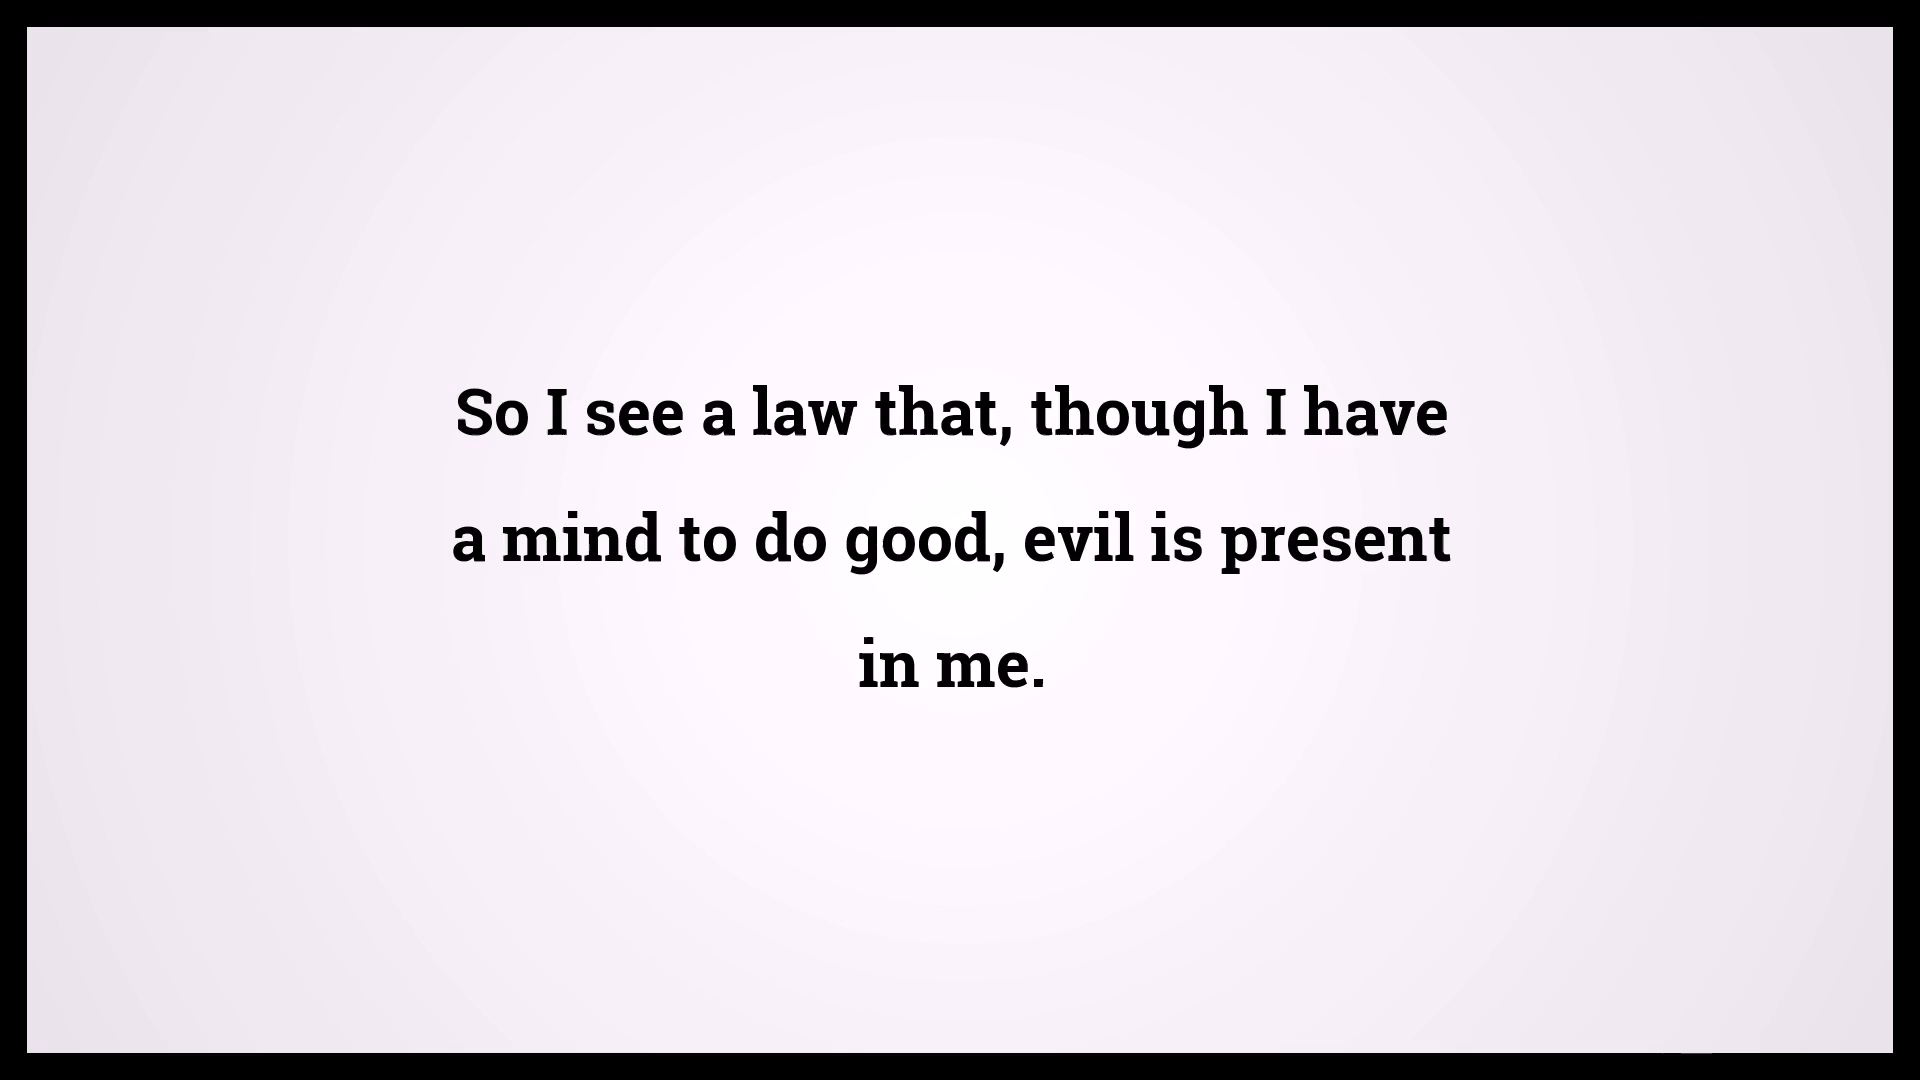 So I see a law that, though I have
a mind to do good, evil is present
in me.